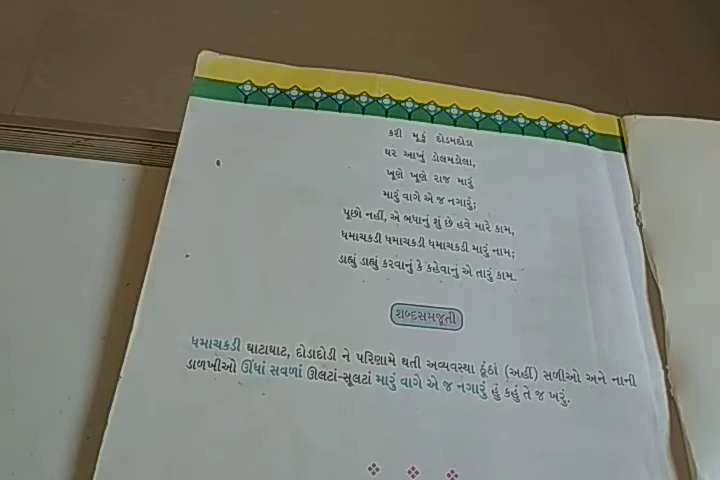 કરી મૂકું દોડમદોડા
ઘર આખું ડોલમડોલા,
ખૂણે ખૂણે રાજ મારું
મારું વાગે એ જ નગારું;
પૂછો નહીં, એ બધાનું શું છે હવે મારે કામ,
ધમાચકડી ધમાચકડી ધમાચકડી મારું નામ;
ડાહ્યું ડાહ્યું કરવાનું કે કહેવાનું એ તારું કામ.
શબ્દસમજૂતી
ધમાચકડી ઘાટાઘાટ, દોડાદોડી ને પરિણામે થતી અવ્યવસ્થા ઠૂંઠાં (અહીં) સળીઓ અને નાની
ડાળખીઓ ઊંધાં સવળાં ઊલટાં-સૂલટાં મારું વાગે એ જ નગારું હું કહું તે જ ખરું.